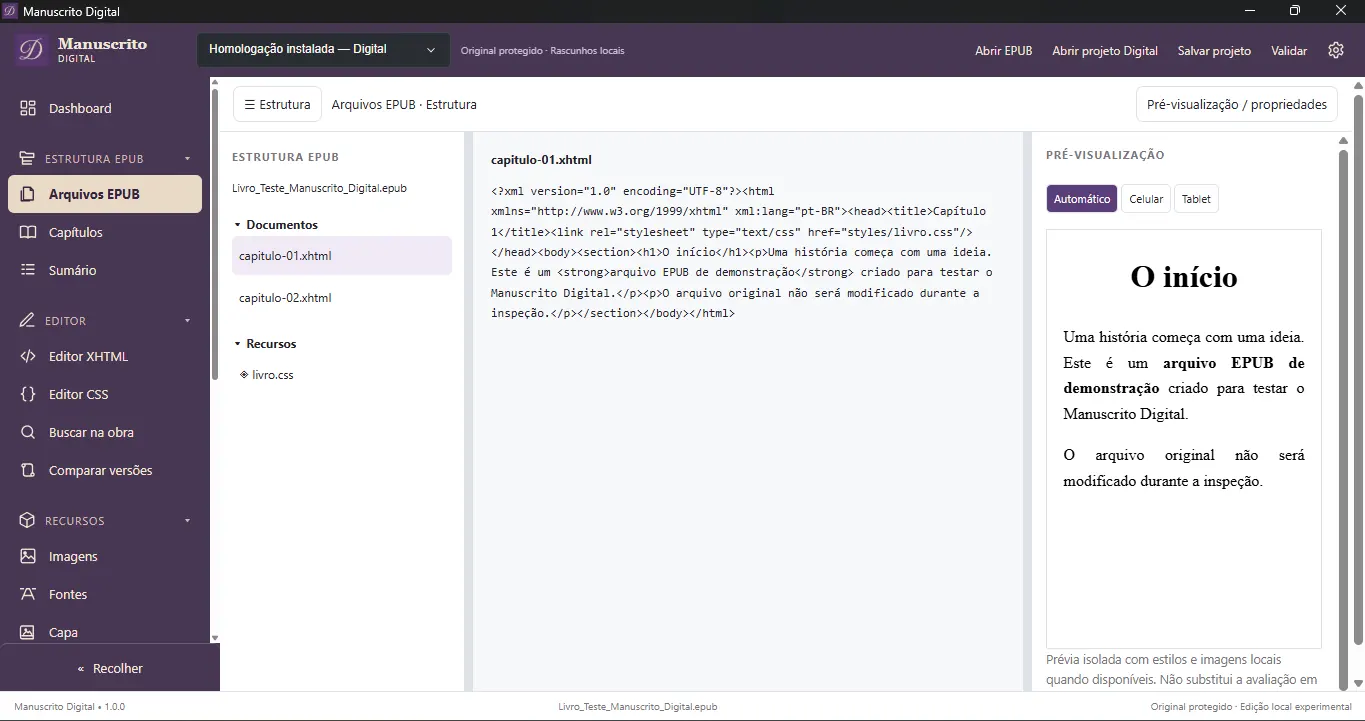 Manuscrito Digital
Manuscrito
DIGITAL
Homologação instalada — Digital
Original protegido · Rascunhos locais
Abrir EPUB
Abrir projeto Digital
Salvar projeto
Validar
Dashboard
ESTRUTURA EPUB
Arquivos EPUB
Capítulos
Sumário
EDITOR
Editor XHTML
Editor CSS
Buscar na obra
Comparar versões
RECURSOS
Imagens
Fontes
Capa
« Recolher
☰ Estrutura
Arquivos EPUB · Estrutura
Pré-visualização / propriedades
ESTRUTURA EPUB
Livro_Teste_Manuscrito_Digital.epub
Documentos
capitulo-01.xhtml
capitulo-02.xhtml
Recursos
◈ livro.css
capitulo-01.xhtml
<?xml version="1.0" encoding="UTF-8"?><html
xmlns="http://www.w3.org/1999/xhtml" xml:lang="pt-BR"><head><title>Capítulo
1</title><link rel="stylesheet" type="text/css" href="styles/livro.css"/>
</head><body><section><h1>O início</h1><p>Uma história começa com uma ideia.
Este é um <strong>arquivo EPUB de demonstração</strong> criado para testar o
Manuscrito Digital.</p><p>O arquivo original não será modificado durante a
inspeção.</p></section></body></html>
PRÉ-VISUALIZAÇÃO
Automático
Celular
Tablet
O início
Uma história começa com uma ideia.
Este é um arquivo EPUB de
demonstração criado para testar o
Manuscrito Digital.
O arquivo original não será
modificado durante a inspeção.
Prévia isolada com estilos e imagens locais
quando disponíveis. Não substitui a avaliação em
Manuscrito Digital • 1.0.0
Livro_Teste_Manuscrito_Digital.epub
Original protegido · Edição local experimental